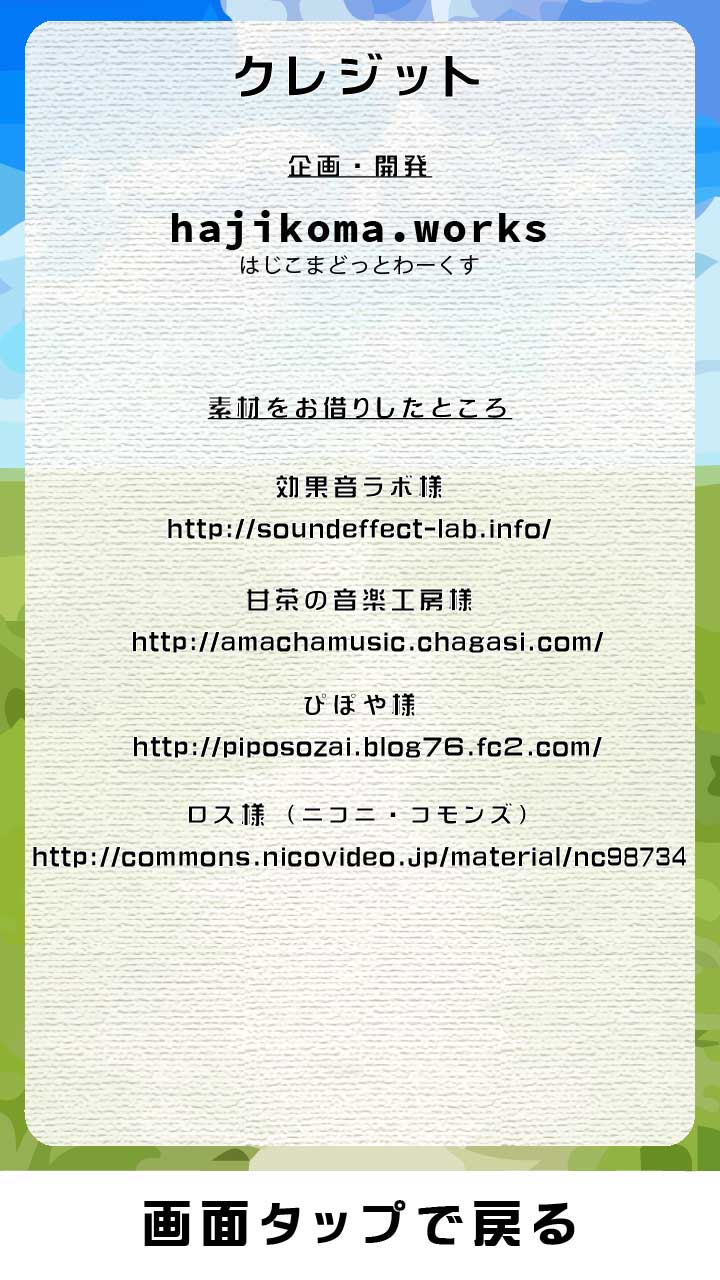 クレジット
企画・開発
hajikoma.works
はじこまどっとわーくす
素材をお借りしたところ
効果音ラボ様
http://soundeffect-lab.info/
甘茶の音楽工房様
http://amachamusic.chagasi.com/
ぴぽや様
http://piposozai.blog76.fc2.com/
ロス様（ニコニ・コモンズ）
http://commons.nicovideo.jp/material/nc98734
画面タップで戻る